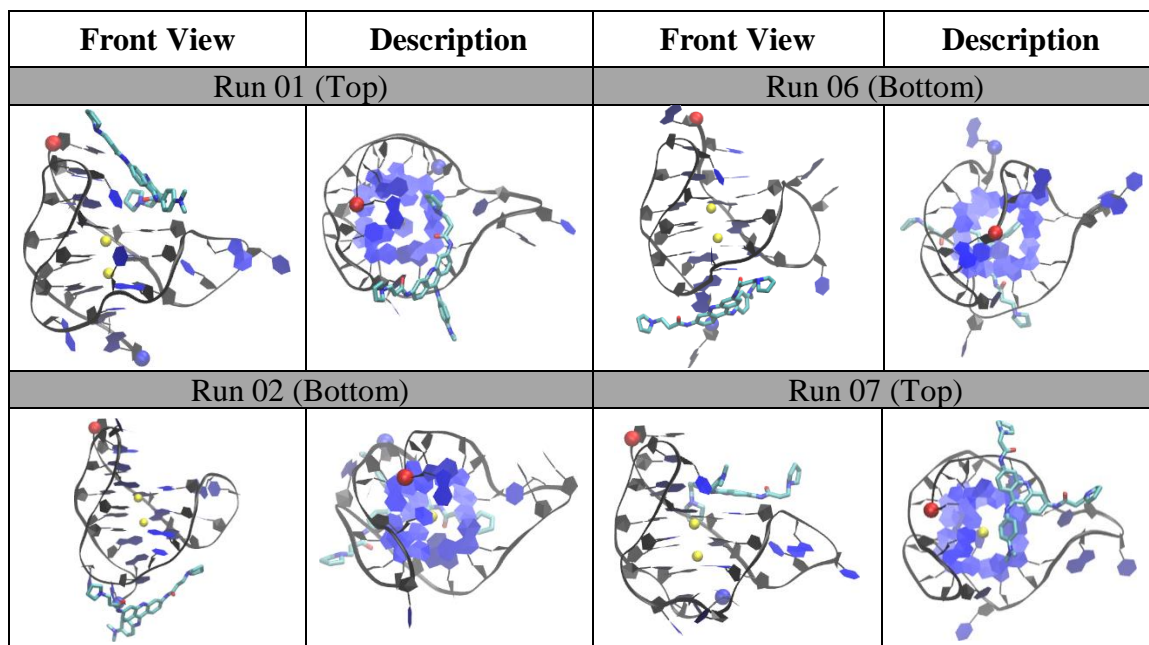 Front View Description Front View Description
Run 01 (Top) Run 06 (Bottom)
Run 02 (Bottom) Run 07 (Top)